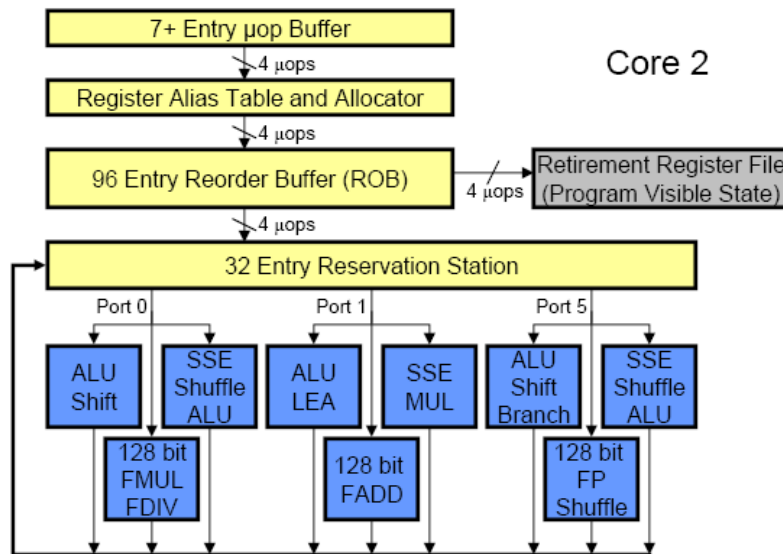 7+ Entry µop Buffer
Core 2
4 µops
Register Alias Table and Allocator
4 µops
96 Entry Reorder Buffer (ROB)
4 µops
Retirement Register File
(Program Visible State)
4 µops
32 Entry Reservation Station
Port 0
Port 1
Port 5
ALU
Shift
SSE
Shuffle
ALU
ALU
LEA
SSE
MUL
ALU
Shift
Branch
SSE
Shuffle
ALU
128 bit
FMUL
FDIV
128 bit
FADD
128 bit
FP
Shuffle